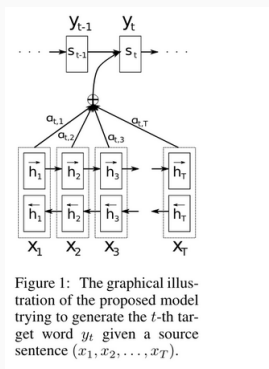 y_{t-1} y_t
... s_{t-1} s_t ...
a_{t,1} a_{t,2} a_{t,3} a_{t,T}
h_1 h_2 h_3 h_T
h_1 h_2 h_3 h_T
X_1 X_2 X_3 X_T
Figure 1: The graphical illus-
tration of the proposed model
trying to generate the t-th tar-
get word y_t given a source
sentence (x_1, x_2, . . . , x_T).